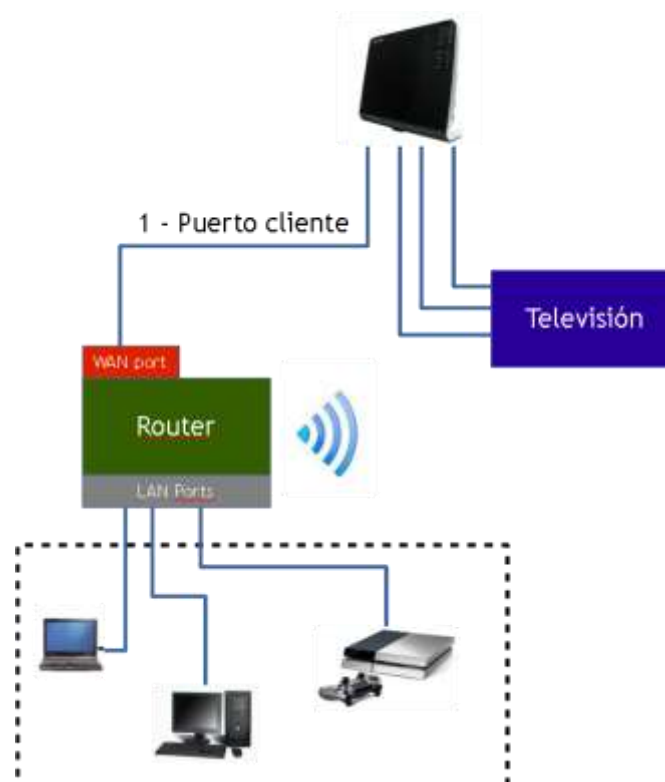 1 - Puerto cliente
Televisión
WAN port
Router
LAN Ports